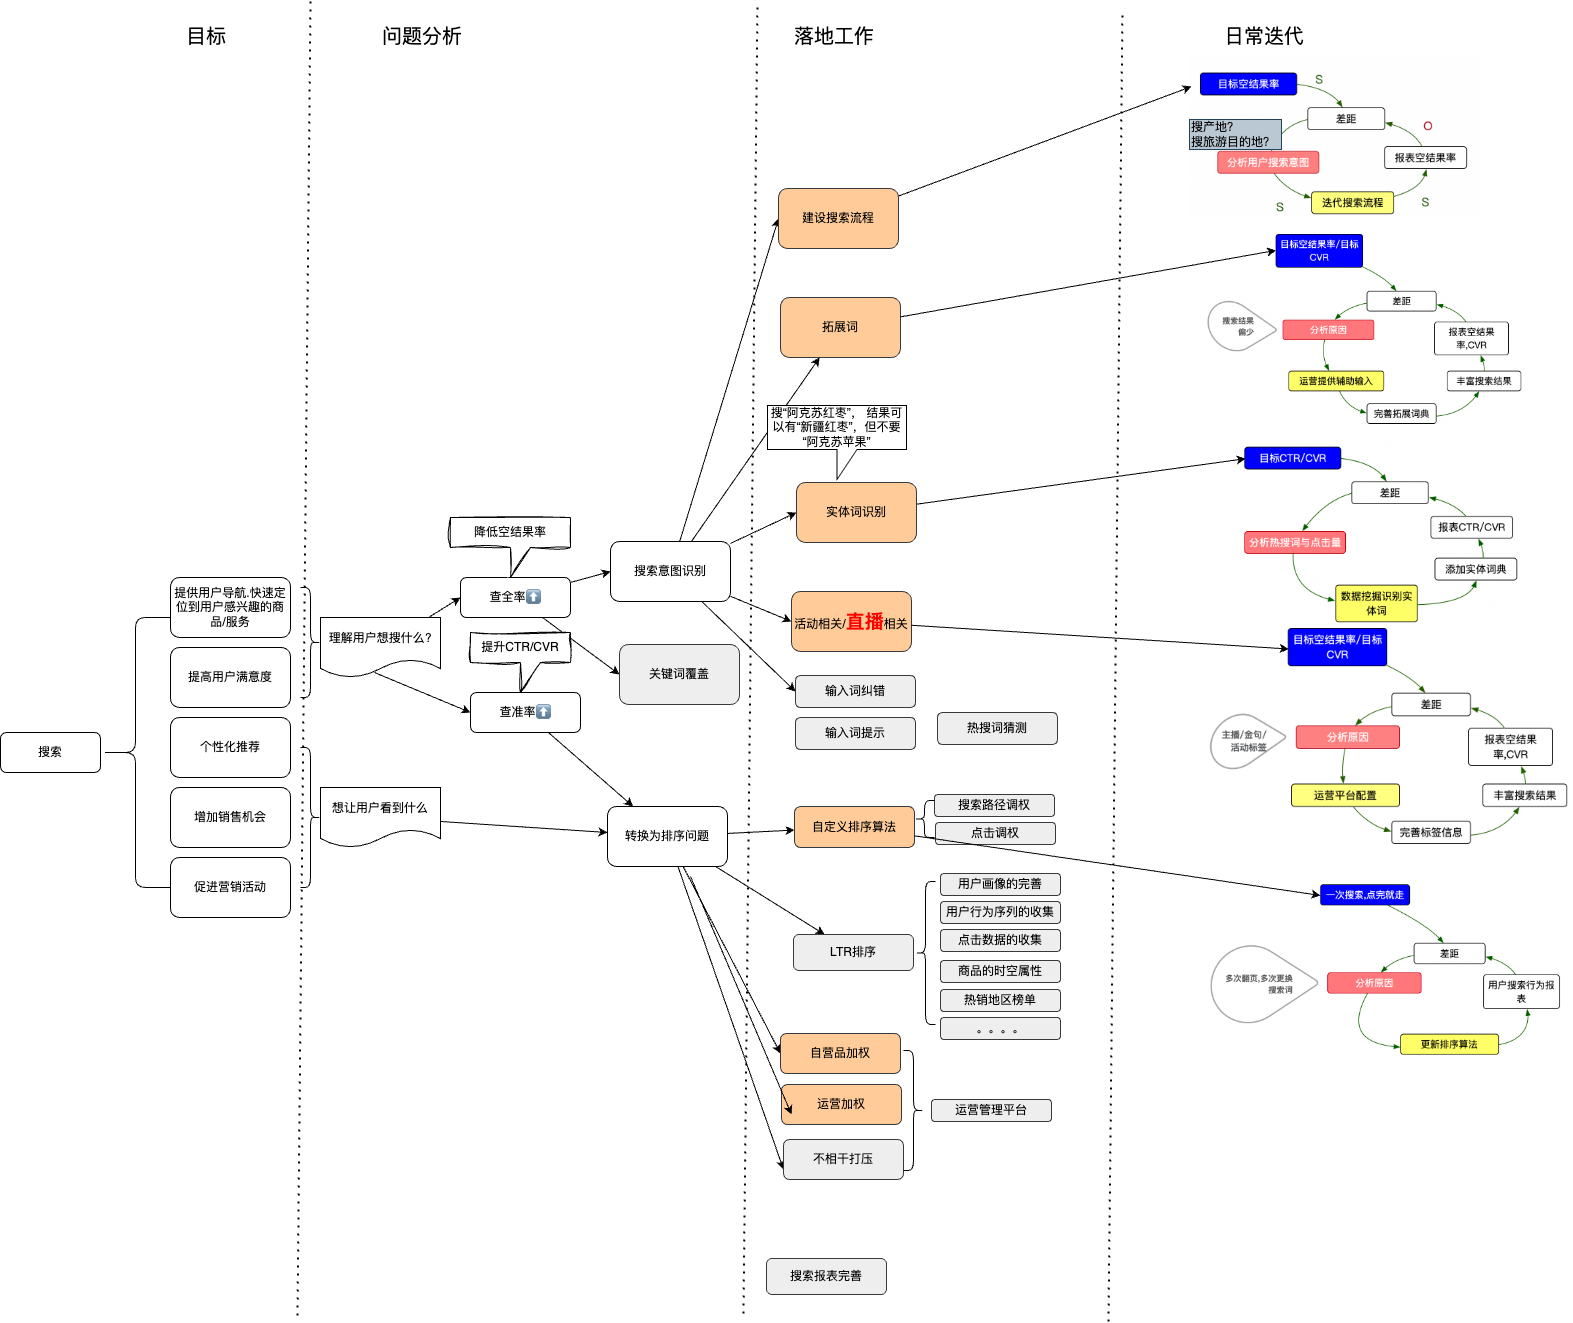 目标
问题分析
落地工作
日常迭代
搜索
提供用户导航.快速定
位到用户感兴趣的商
品/服务
提高用户满意度
个性化推荐
增加销售机会
促进营销活动
理解用户想搜什么?
想让用户看到什么
降低空结果率
查全率⬆️
提升CTR/CVR
查准率⬆️
搜索意图识别
关键词覆盖
转换为排序问题
建设搜索流程
拓展词
搜“阿克苏红枣”， 结果可
以有“新疆红枣”，但不要
“阿克苏苹果”
实体词识别
活动相关/直播相关
输入词纠错
输入词提示
热搜词猜测
自定义排序算法
搜索路径调权
点击调权
LTR排序
用户画像的完善
用户行为序列的收集
点击数据的收集
商品的时空属性
热销地区榜单
。。。。
自营品加权
运营加权
不相干打压
运营管理平台
搜索报表完善
目标空结果率
S
差距
O
搜产地?
搜旅游目的地?
分析用户搜索意图
报表空结果率
迭代搜索流程
S
S
目标空结果率/目标
CVR
差距
搜索结果
偏少
分析原因
报表空结果
率,CVR
运营提供辅助输入
丰富搜索结果
完善拓展词典
目标CTR/CVR
差距
报表CTR/CVR
分析热搜词与点击量
添加实体词典
数据挖掘识别实
体词
目标空结果率/目标
CVR
差距
主播/金句/
活动标签
分析原因
报表空结果
率,CVR
运营平台配置
丰富搜索结果
完善标签信息
一次搜索,点完就走
差距
多次翻页,多次更换
搜索词
分析原因
用户搜索行为报
表
更新排序算法